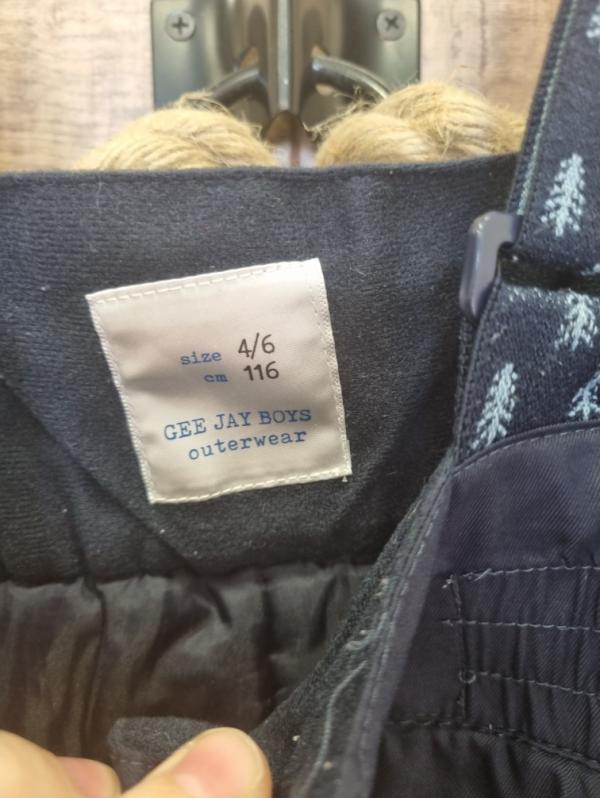 size 4/6
cm 116
GEE JAY BOYS
outerwear